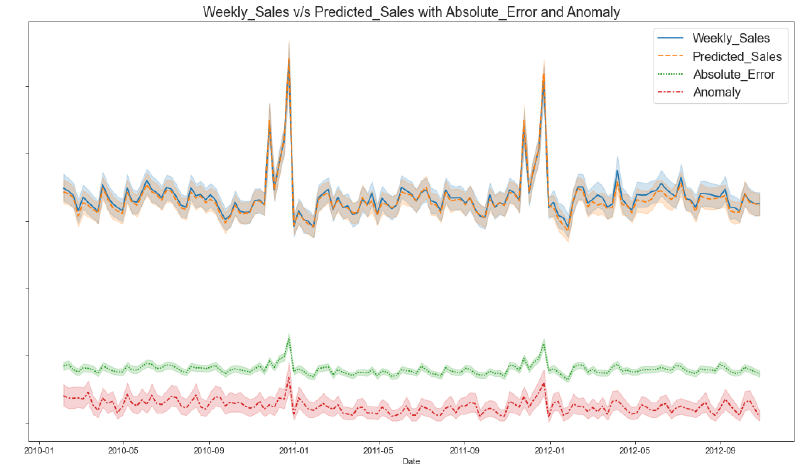 Weekly_Sales v/s Predicted_Sales with Absolute_Error and Anomaly
Weekly_Sales
Predicted_Sales
Absolute_Error
Anomaly
2010-01 2010-05 2010-09 2011-01 2011-05 2011-09 2012-01 2012-05 2012-09
Date